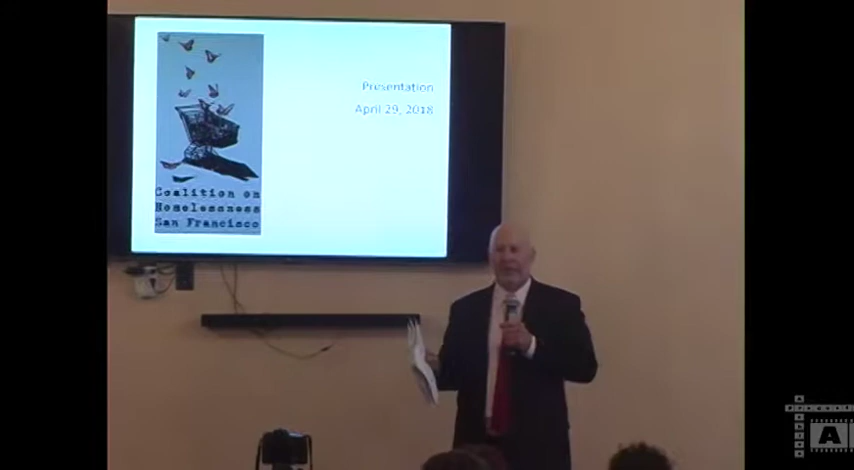 Presentation
April 29, 2018
Coalition on
Homelessness
San Francisco